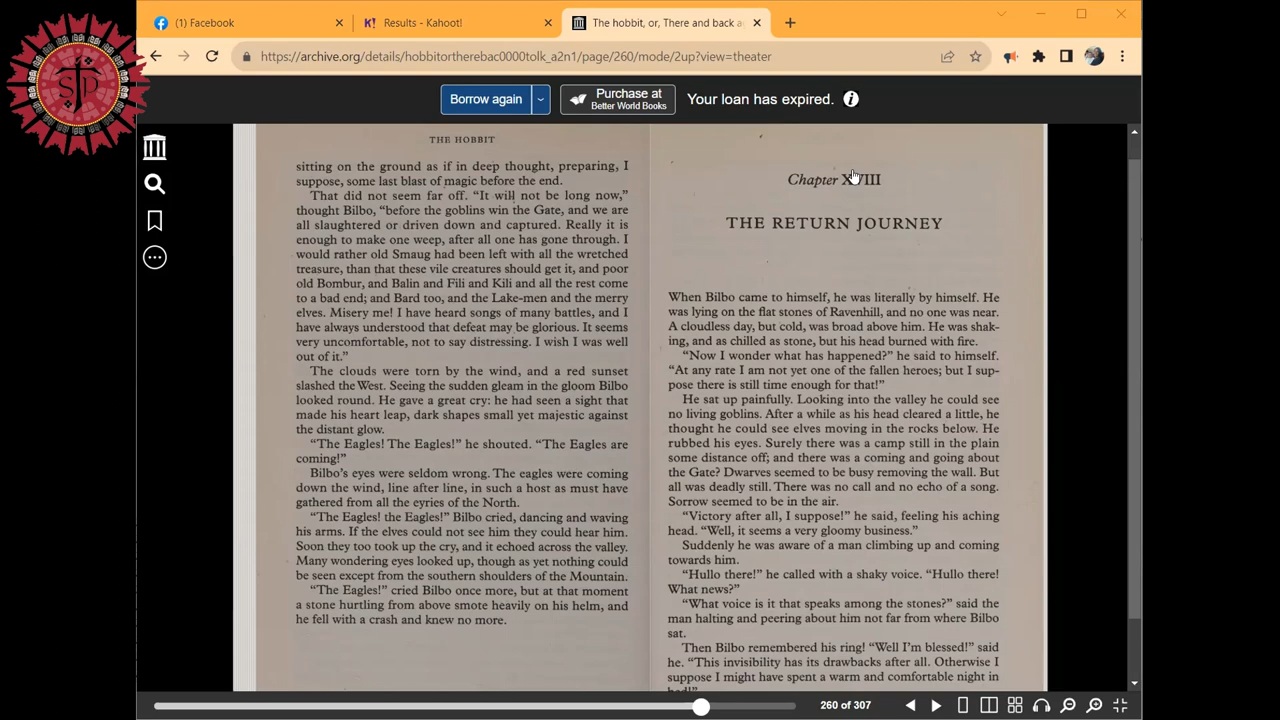 (1) Facebook
Results - Kahoot!
The hobbit, or, There and back ag
https://archive.org/details/hobbitortherebac0000tolk_a2n1/page/260/mode/2up?view=theater
Borrow again
Purchase at
Better World Books
Your loan has expired.
THE HOBBIT
sitting on the ground as if in deep thought, preparing, I
suppose, some last blast of magic before the end.
That did not seem far off. “It will not be long now,”
thought Bilbo, “before the goblins win the Gate, and we are
all slaughtered or driven down and captured. Really it is
enough to make one weep, after all one has gone through. I
would rather old Smaug had been left with all the wretched
treasure, than that these vile creatures should get it, and poor
old Bombur, and Balin and Fili and Kili and all the rest come
to a bad end; and Bard too, and the Lake-men and the merry
elves. Misery me! I have heard songs of many battles, and I
have always understood that defeat may be glorious. It seems
very uncomfortable, not to say distressing. I wish I was well
out of it.”
The clouds were torn by the wind, and a red sunset
slashed the West. Seeing the sudden gleam in the gloom Bilbo
looked round. He gave a great cry: he had seen a sight that
made his heart leap, dark shapes small yet majestic against
the distant glow.
“The Eagles! The Eagles!” he shouted. “The Eagles are
coming!”
Bilbo’s eyes were seldom wrong. The eagles were coming
down the wind, line after line, in such a host as must have
gathered from all the eyries of the North.
“The Eagles! the Eagles!” Bilbo cried, dancing and waving
his arms. If the elves could not see him they could hear him.
Soon they too took up the cry, and it echoed across the valley.
Many wondering eyes looked up, though as yet nothing could
be seen except from the southern shoulders of the Mountain.
“The Eagles!” cried Bilbo once more, but at that moment
a stone hurtling from above smote heavily on his helm, and
he fell with a crash and knew no more.
Chapter XVIII
THE RETURN JOURNEY
When Bilbo came to himself, he was literally by himself. He
was lying on the flat stones of Ravenhill, and no one was near.
A cloudless day, but cold, was broad above him. He was shak-
ing, and as chilled as stone, but his head burned with fire.
“Now I wonder what has happened?” he said to himself.
“At any rate I am not yet one of the fallen heroes; but I sup-
pose there is still time enough for that!”
He sat up painfully. Looking into the valley he could see
no living goblins. After a while as his head cleared a little, he
thought he could see elves moving in the rocks below. He
rubbed his eyes. Surely there was a camp still in the plain
some distance off; and there was a coming and going about
the Gate? Dwarves seemed to be busy removing the wall. But
all was deadly still. There was no call and no echo of a song.
Sorrow seemed to be in the air.
“Victory after all, I suppose!” he said, feeling his aching
head. “Well, it seems a very gloomy business.”
Suddenly he was aware of a man climbing up and coming
towards him.
“Hullo there!” he called with a shaky voice. “Hullo there!
What news?”
“What voice is it that speaks among the stones?” said the
man halting and peering about him not far from where Bilbo
sat.
Then Bilbo remembered his ring! “Well I’m blessed!” said
he. “This invisibility has its drawbacks after all. Otherwise I
suppose I might have spent a warm and comfortable night in
bed!”
260 of 307